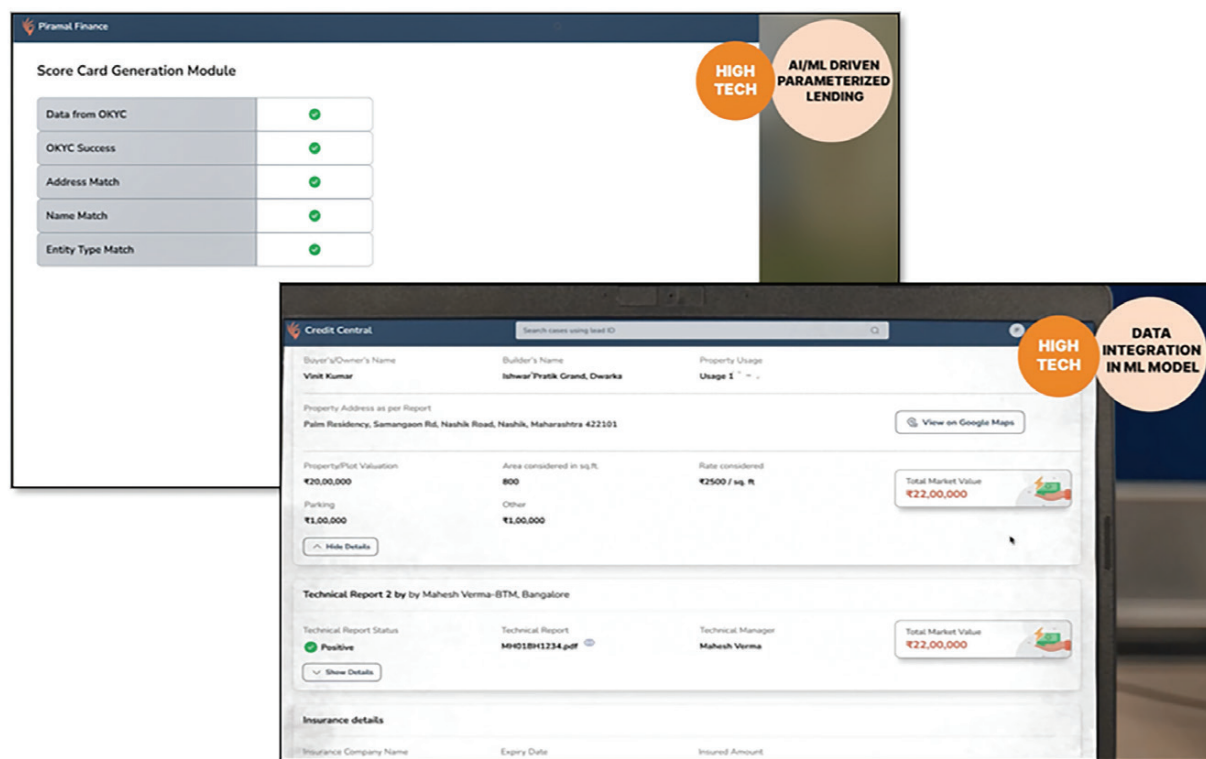 Piramal Finance
Score Card Generation Module
Data from OKYC
OKYC Success
Address Match
Name Match
Entity Type Match
HIGH
TECH
AI/ML DRIVEN
PARAMETERIZED
LENDING
Credit Central
Search cases using lead ID
HIGH
TECH
DATA
INTEGRATION
IN ML MODEL
Buyer's/Owner's Name Builder's Name Property Usage
Vinit Kumar Ishwar Pratik Grand, Dwarka Usage 1
Property Address as per Report
Palm Residency, Samangaon Rd, Nashik Road, Nashik, Maharashtra 422101
View on Google Maps
Property/Plot Valuation Area considered in sq.ft. Rate considered
₹20,00,000 800 ₹2500 / sq. ft
Total Market Value
₹22,00,000
Parking Other
₹1,00,000 ₹1,00,000
Hide Details
Technical Report 2 by by Mahesh Verma-BTM, Bangalore
Technical Report Status Technical Report Technical Manager
Positive MH018H1234.pdf Mahesh Verma
Total Market Value
₹22,00,000
Show Details
Insurance details
Insurance Company Name Expiry Date Insured Amount